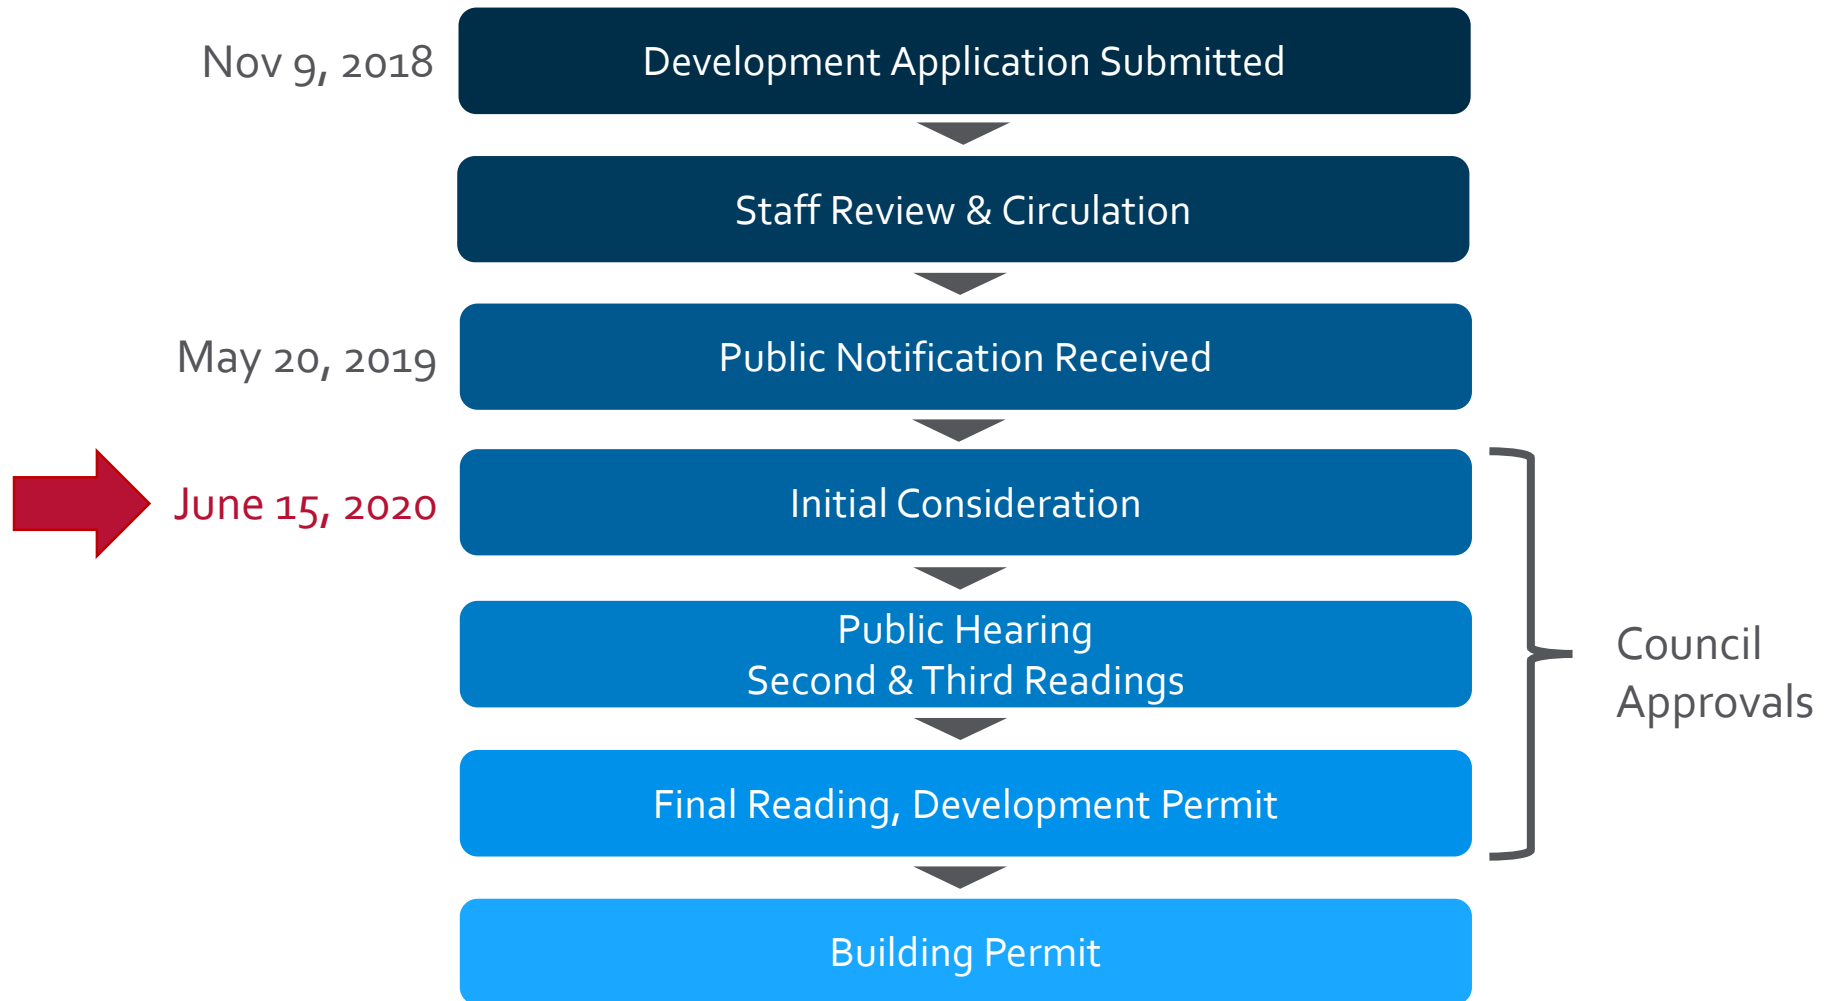 Nov 9, 2018
Development Application Submitted
Staff Review & Circulation
May 20, 2019
Public Notification Received
June 15, 2020
Initial Consideration
Public Hearing
Second & Third Readings
Council
Approvals
Final Reading, Development Permit
Building Permit